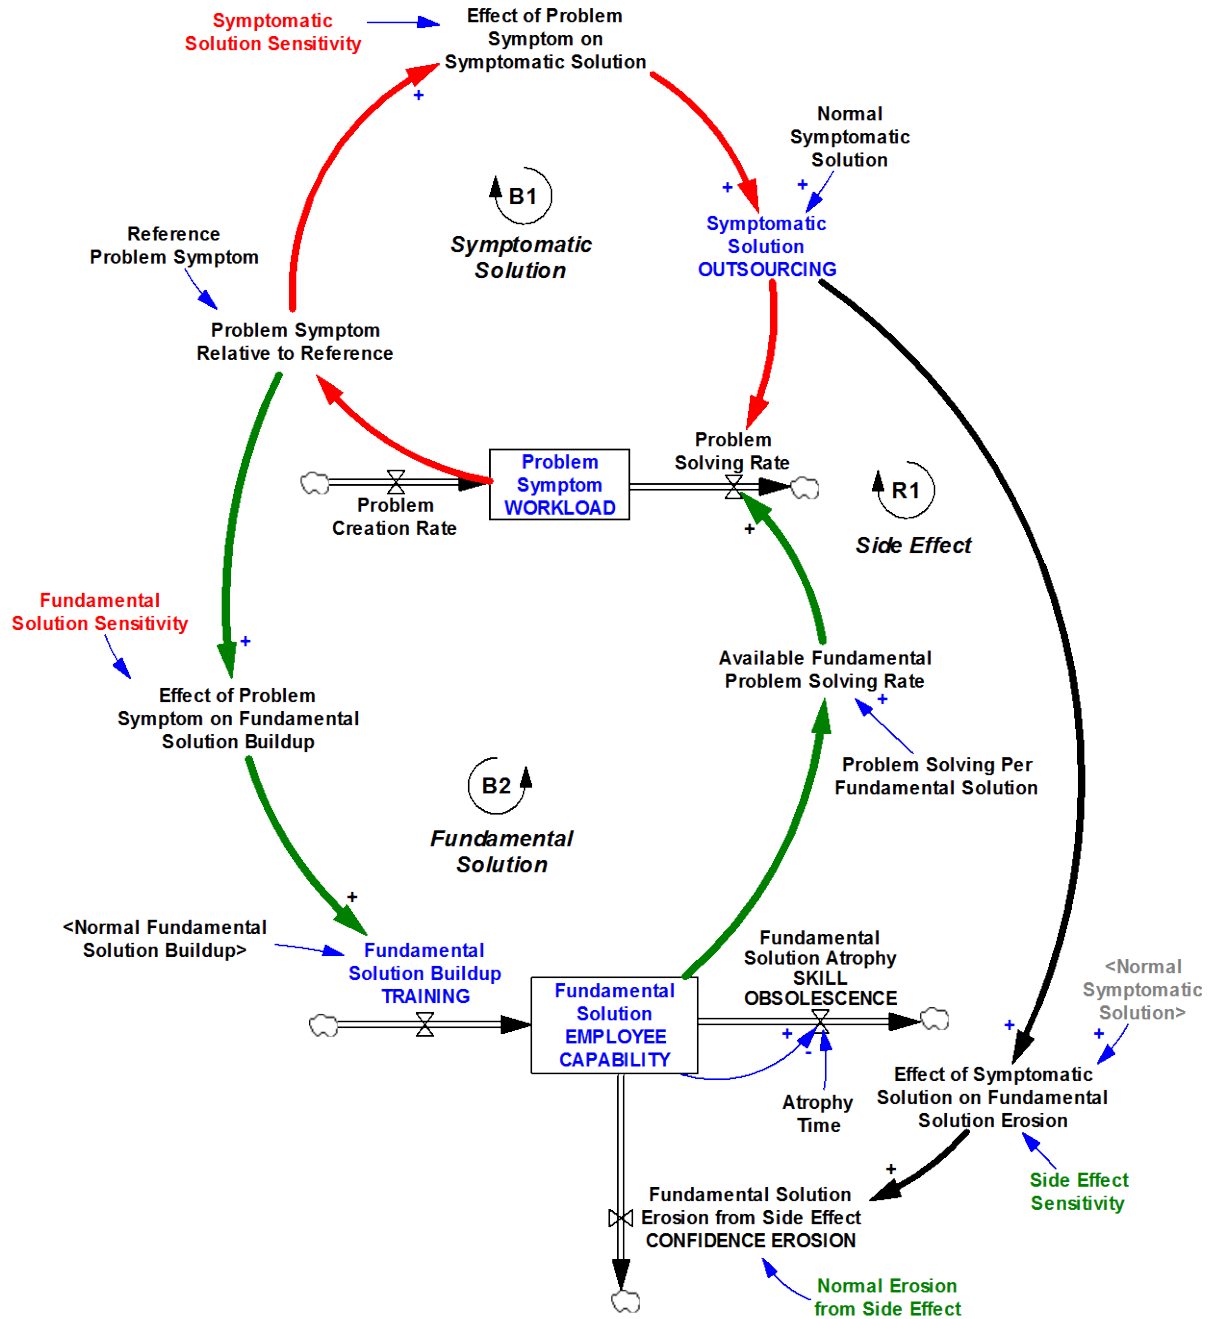 Symptomatic
Solution Sensitivity
Effect of Problem
Symptom on
Symptomatic Solution
+
Normal
Symptomatic
Solution
+
+
B1
Symptomatic
Solution
Symptomatic
Solution
OUTSOURCING
Reference
Problem Symptom
Problem Symptom
Relative to Reference
Problem
Solving Rate
Problem
Symptom
WORKLOAD
Problem
Creation Rate
+
R1
Side Effect
Fundamental
Solution Sensitivity
+
Effect of Problem
Symptom on Fundamental
Solution Buildup
Available Fundamental
Problem Solving Rate
+
Problem Solving Per
Fundamental Solution
B2
Fundamental
Solution
+
<Normal Fundamental
Solution Buildup>
Fundamental
Solution Buildup
TRAINING
Fundamental
Solution
EMPLOYEE
CAPABILITY
Fundamental
Solution Atrophy
SKILL
OBSOLESCENCE
+
-
Atrophy
Time
<Normal
Symptomatic
Solution>
+
+
Effect of Symptomatic
Solution on Fundamental
Solution Erosion
+
Side Effect
Sensitivity
Fundamental Solution
Erosion from Side Effect
CONFIDENCE EROSION
Normal Erosion
from Side Effect